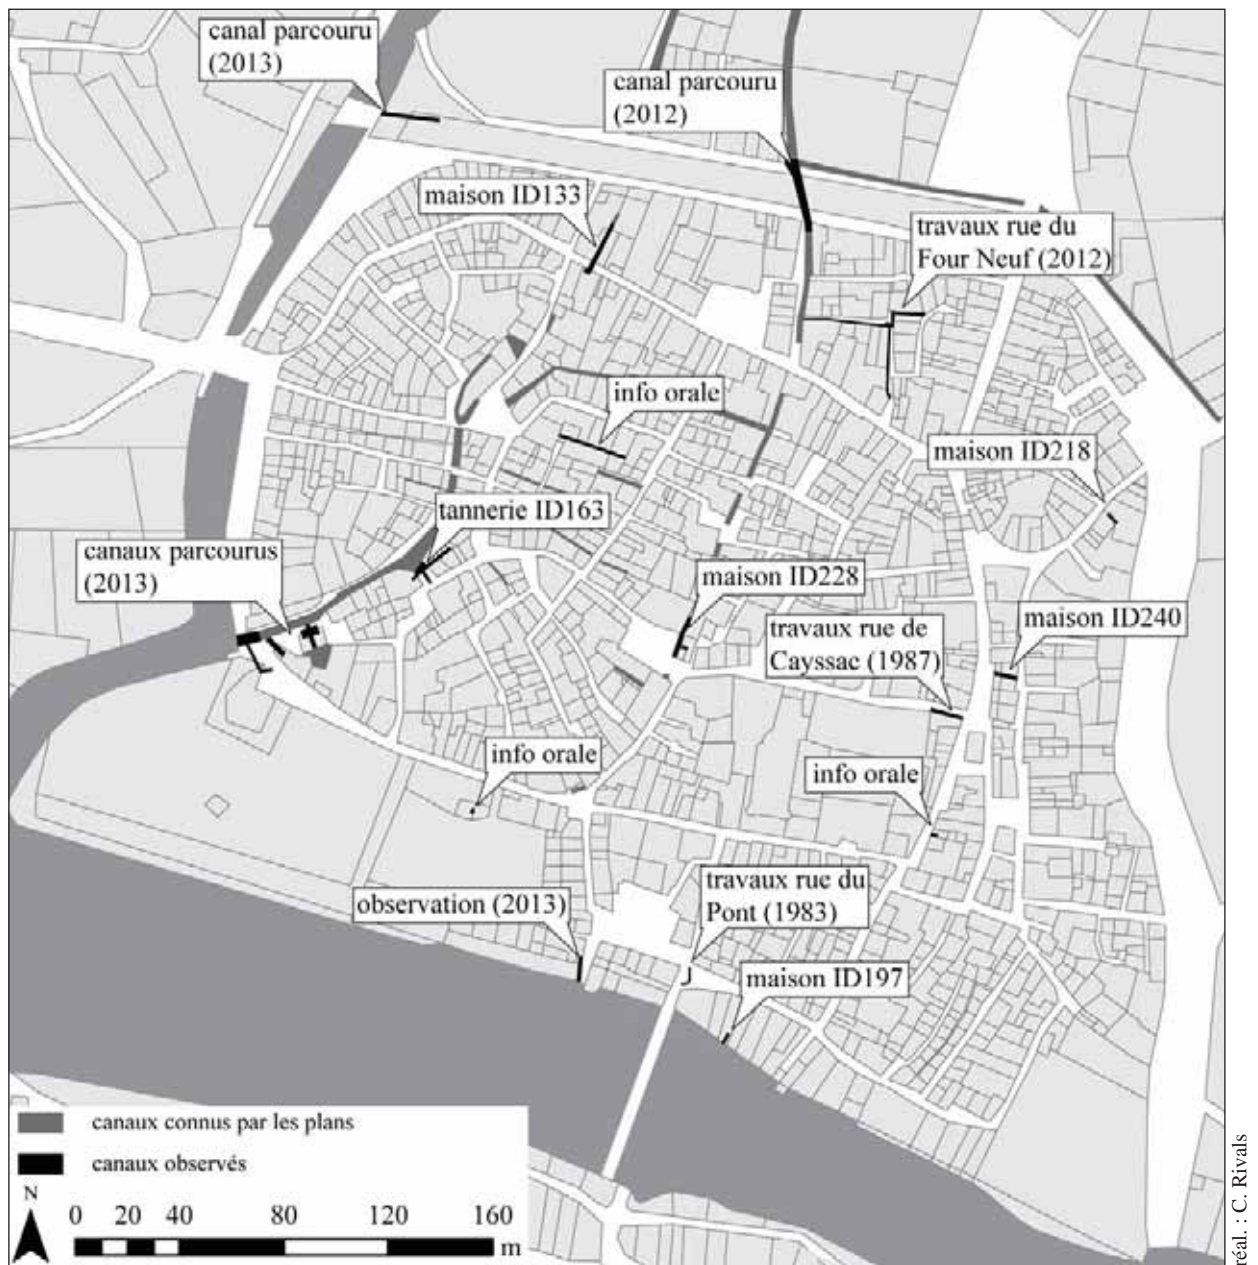 canal parcouru
(2013)
canal parcouru
(2012)
maison ID133
travaux rue du
Four Neuf (2012)
info orale
maison ID218
tannerie ID163
canaux parcourus
(2013)
maison ID228
travaux rue de
Cayssac (1987)
maison ID240
info orale
info orale
observation (2013)
travaux rue du
Pont (1983)
maison ID197
canaux connus par les plans
canaux observés
N
0 20 40 80 120 160
m
réal. : C. Rivals